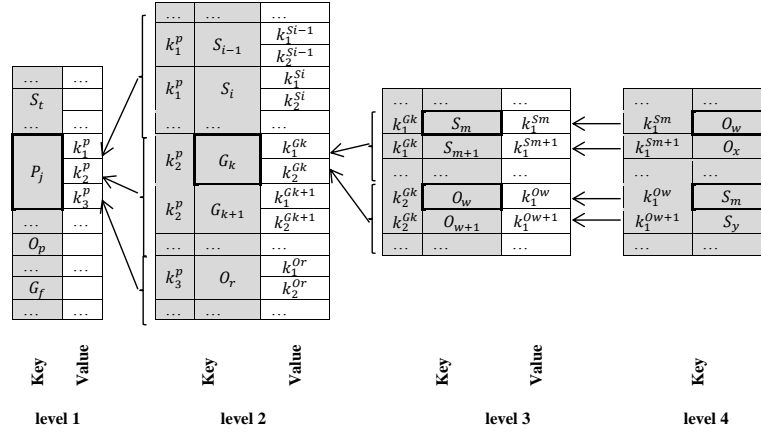 ... ...
S_t
... ...
P_j k_1^p
k_2^p
k_3^p
... ...
O_p
... ...
G_f
... ...
Key Value
level 1
... ... ...
k_1^p S_{i-1} k_1^{Si-1}
k_2^{Si-1}
k_1^p S_i k_1^{Si}
k_2^{Si}
... ...
k_2^p G_k k_1^{Gk}
k_2^{Gk}
k_2^p G_{k+1} k_1^{Gk+1}
k_2^{Gk+1}
... ... ...
k_3^p O_r k_1^{Or}
k_2^{Or}
... ... ...
Key Value
level 2
... ... ...
k_1^{Gk} S_m k_1^{Sm}
k_1^{Gk} S_{m+1} k_1^{Sm+1}
... ... ...
k_2^{Gk} O_w k_1^{Ow}
k_2^{Gk} O_{w+1} k_1^{Ow+1}
... ... ...
Key Value
level 3
... ...
k_1^{Sm} O_w
k_1^{Sm+1} O_x
... ...
k_1^{Ow} S_m
k_1^{Ow+1} S_y
... ...
Key
level 4